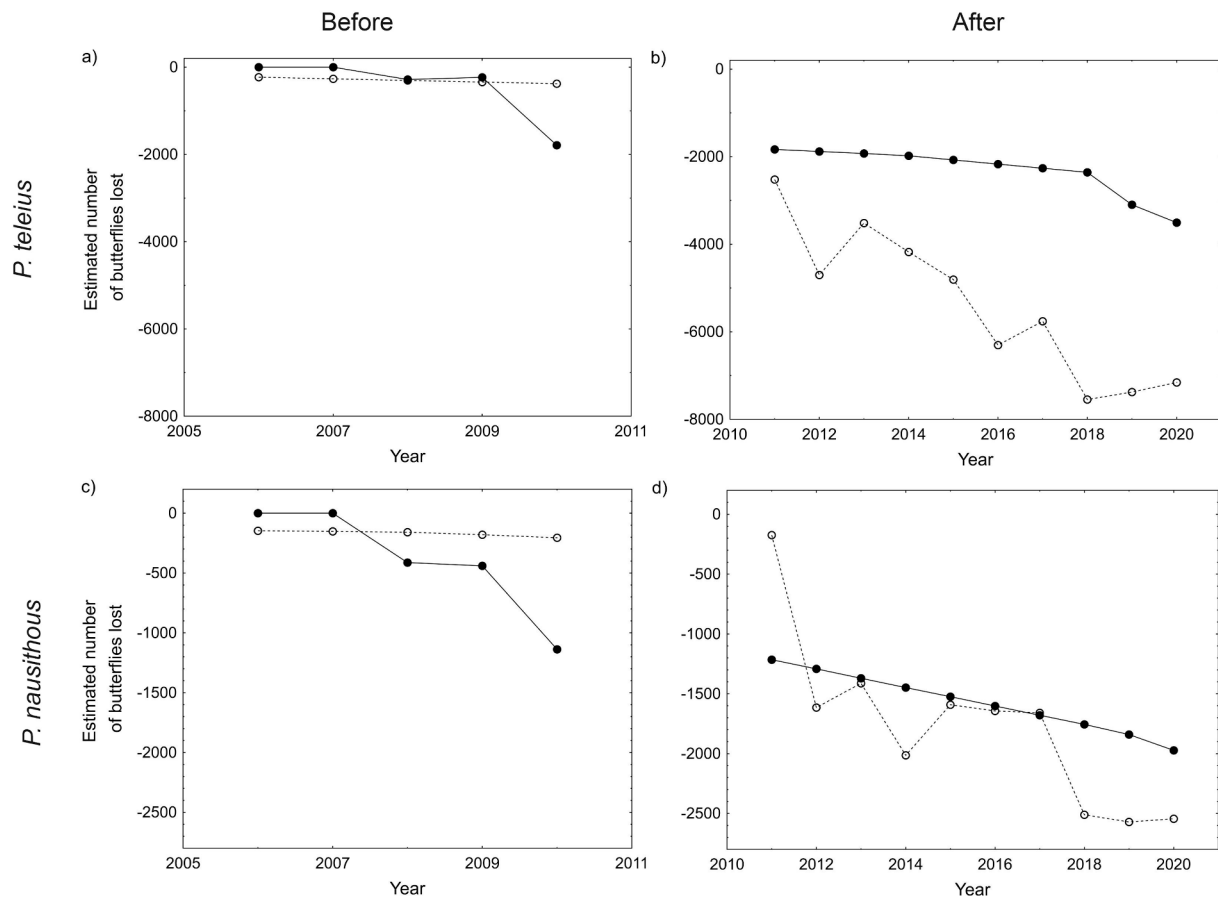 Before
After
P. teleius
a)
Estimated number
of butterflies lost
0
-2000
-4000
-6000
-8000
2005
2007
2009
2011
Year
b)
0
-2000
-4000
-6000
-8000
2010
2012
2014
2016
2018
2020
Year
P. nausithous
c)
Estimated number
of butterflies lost
0
-500
-1000
-1500
-2000
-2500
2005
2007
2009
2011
Year
d)
0
-500
-1000
-1500
-2000
-2500
2010
2012
2014
2016
2018
2020
Year